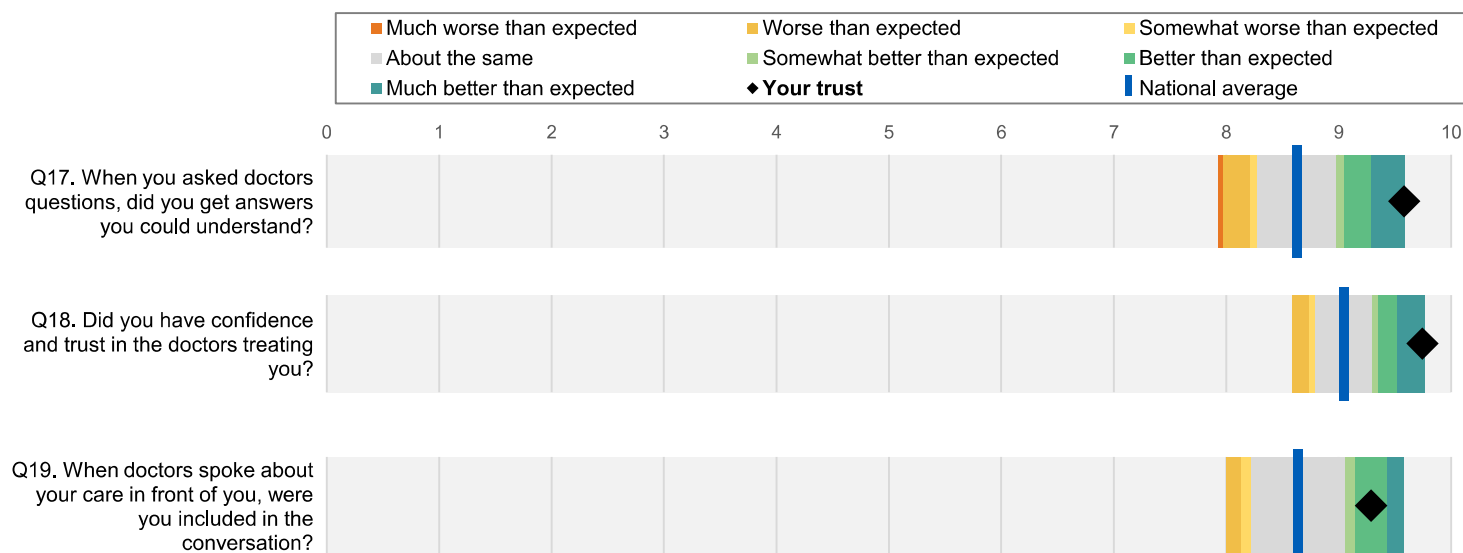 Much worse than expected Worse than expected Somewhat worse than expected
About the same Somewhat better than expected Better than expected
Much better than expected Your trust National average
0 1 2 3 4 5 6 7 8 9 10
Q17. When you asked doctors
questions, did you get answers
you could understand?
Q18. Did you have confidence
and trust in the doctors treating
you?
Q19. When doctors spoke about
your care in front of you, were
you included in the
conversation?